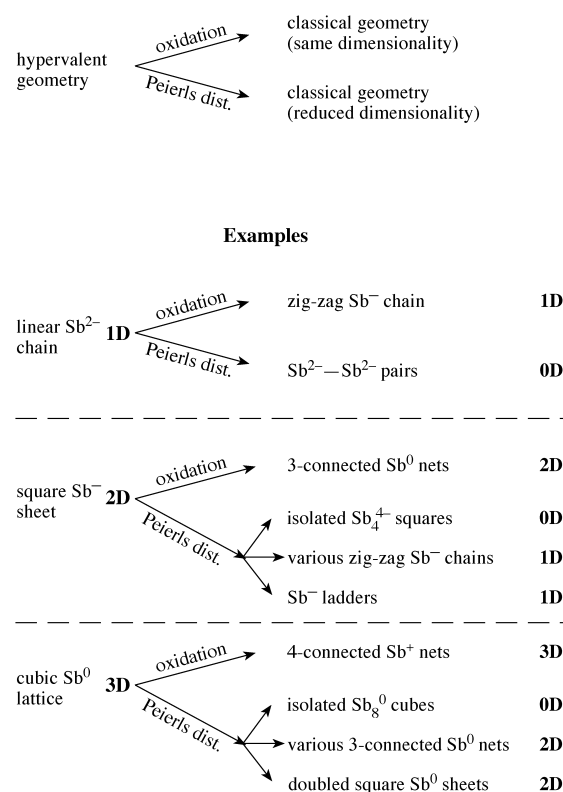 hypervalent
geometry
oxidation
Peierls dist.
classical geometry
(same dimensionality)
classical geometry
(reduced dimensionality)
Examples
linear Sb²⁻ 1D
chain
oxidation
Peierls dist.
zig-zag Sb⁻ chain 1D
Sb²⁻—Sb²⁻ pairs 0D
square Sb⁻ 2D
sheet
oxidation
Peierls dist.
3-connected Sb⁰ nets 2D
isolated Sb₄⁴⁻ squares 0D
various zig-zag Sb⁻ chains 1D
Sb⁻ ladders 1D
cubic Sb⁰ 3D
lattice
oxidation
Peierls dist.
4-connected Sb⁺ nets 3D
isolated Sb₈⁰ cubes 0D
various 3-connected Sb⁰ nets 2D
doubled square Sb⁰ sheets 2D